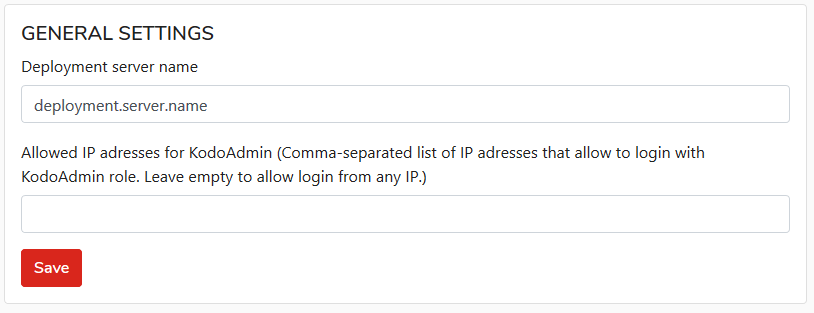 GENERAL SETTINGS
Deployment server name
deployment.server.name
Allowed IP adresses for KodoAdmin (Comma-separated list of IP adresses that allow to login with
KodoAdmin role. Leave empty to allow login from any IP.)
Save